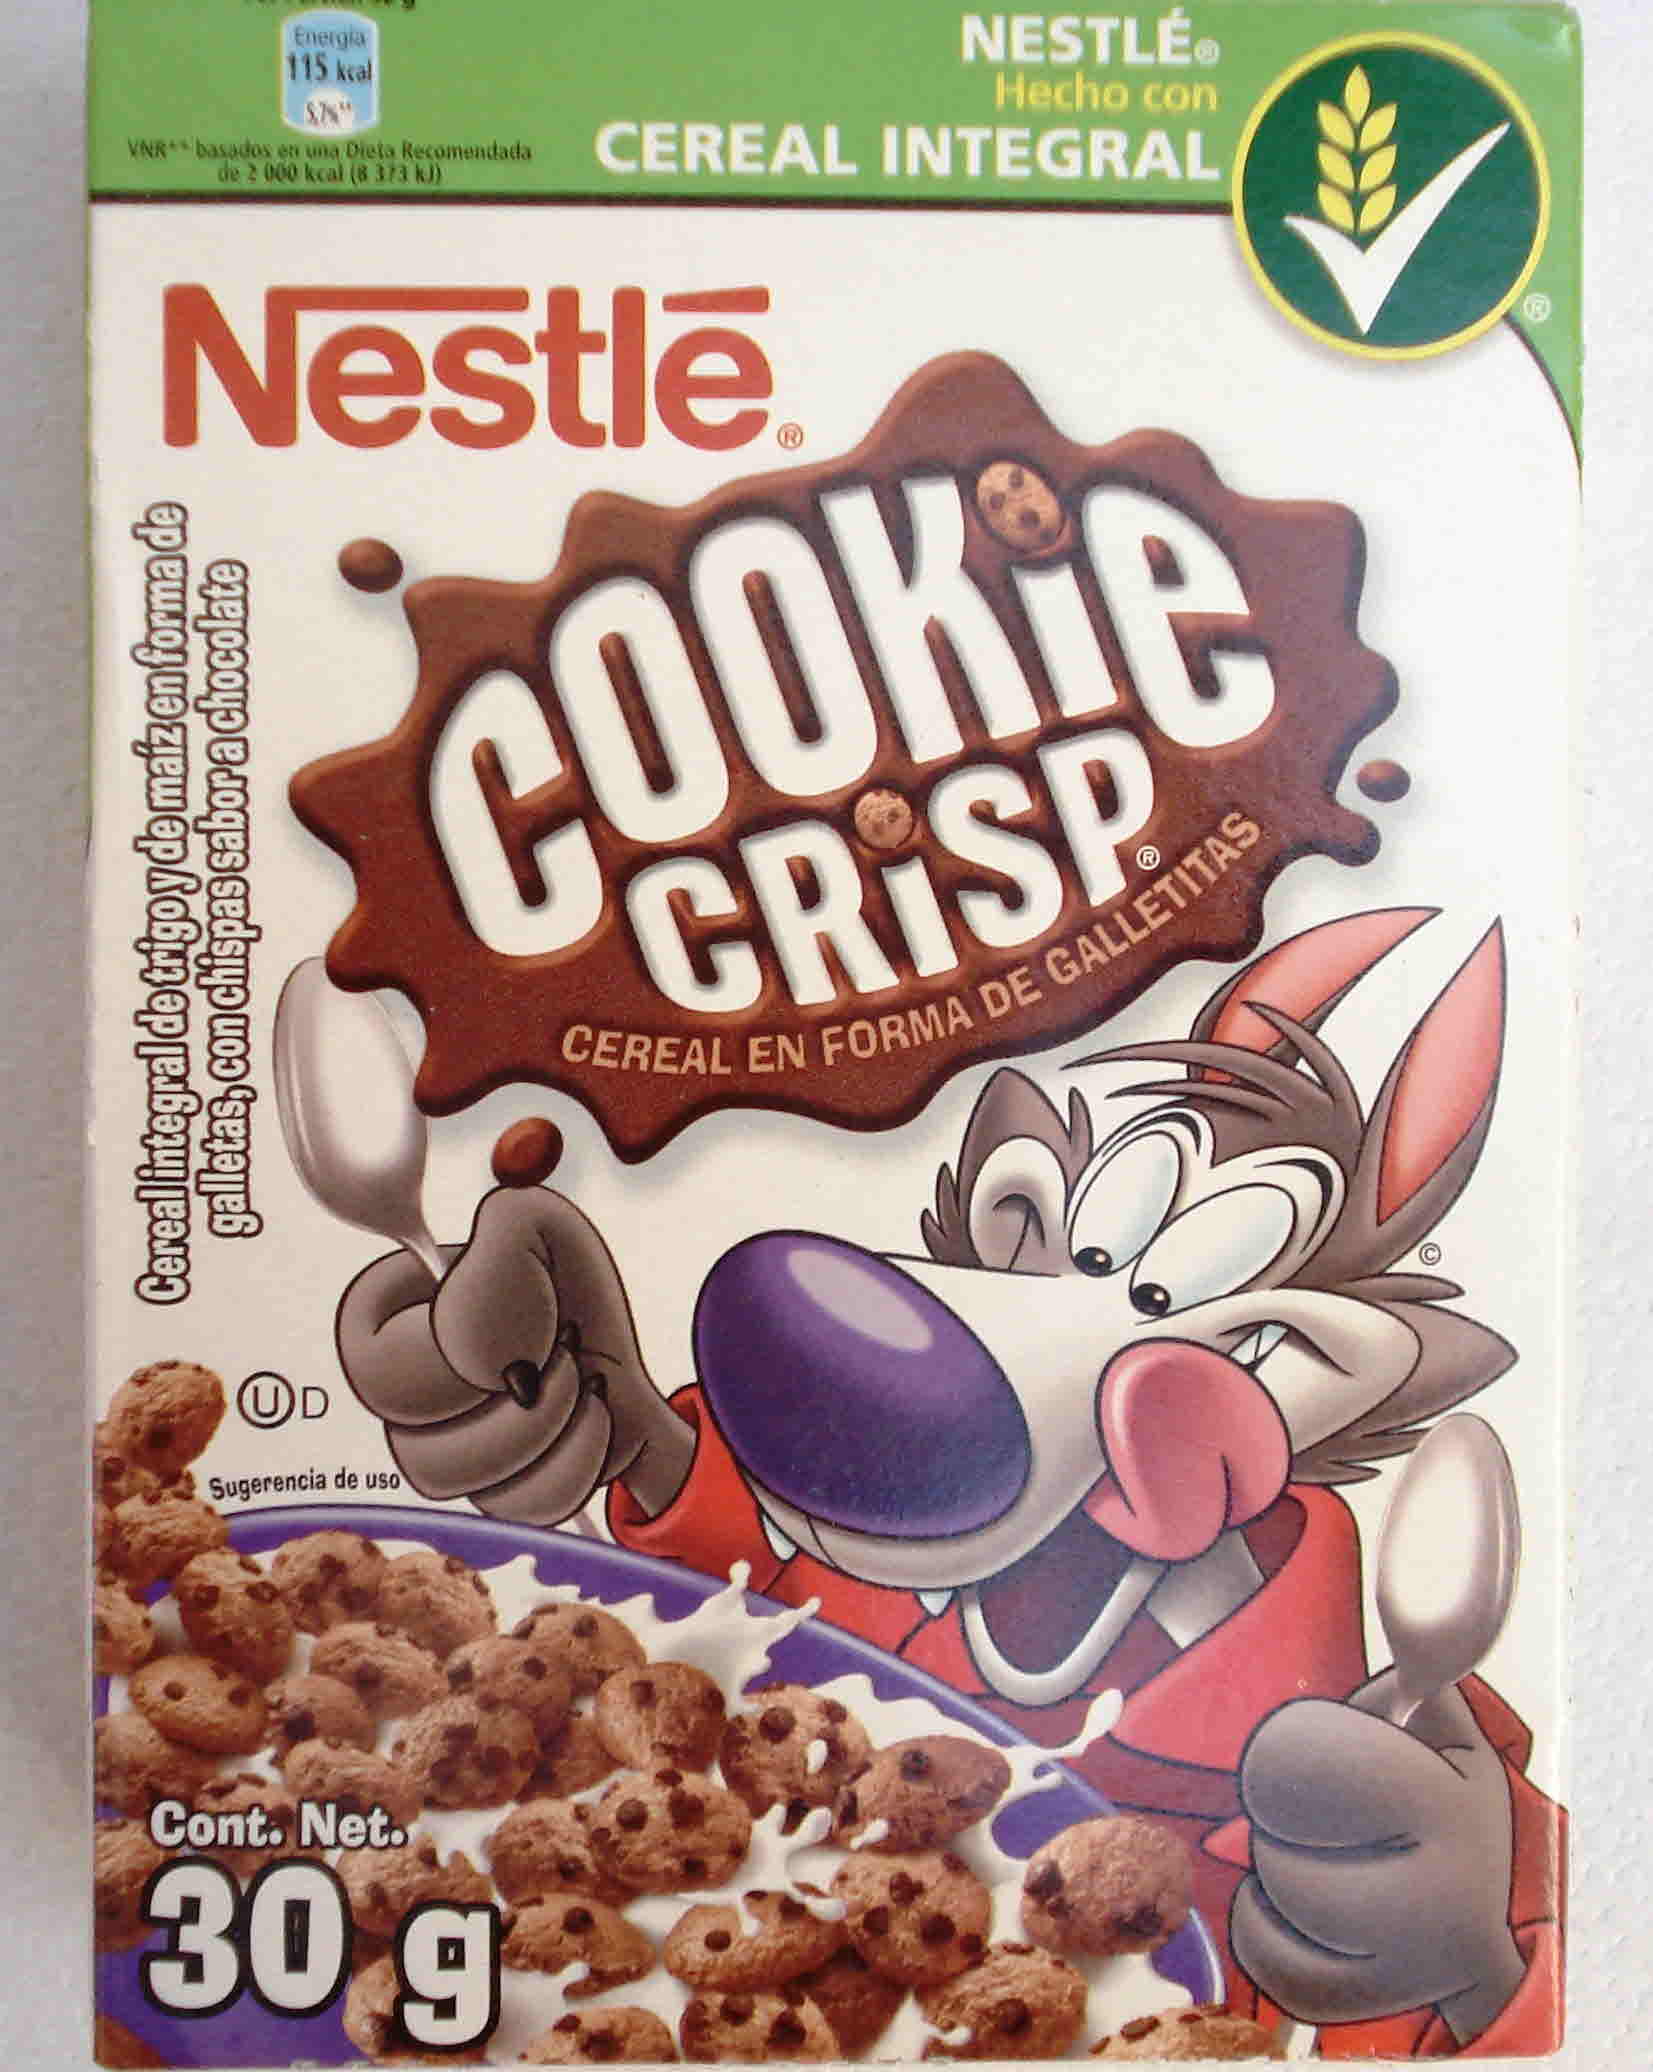 Energía
115 kcal
5,7%**
VNR** basados en una Dieta Recomendada
de 2 000 kcal (8 373 kJ)
NESTLÉ®
Hecho con
CEREAL INTEGRAL
®
Nestlé®
COOKiE
CRiSP®
CEREAL EN FORMA DE GALLETITAS
Cereal integral de trigo y de maíz en forma de
galletas, con chispas sabor a chocolate
©
Ⓤ D
Sugerencia de uso
Cont. Net.
30 g